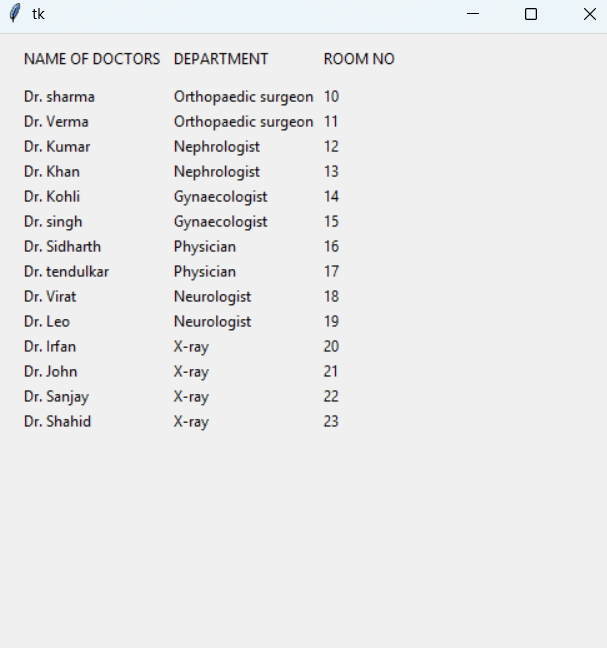 tk
NAME OF DOCTORS DEPARTMENT ROOM NO
Dr. sharma Orthopaedic surgeon 10
Dr. Verma Orthopaedic surgeon 11
Dr. Kumar Nephrologist 12
Dr. Khan Nephrologist 13
Dr. Kohli Gynaecologist 14
Dr. singh Gynaecologist 15
Dr. Sidharth Physician 16
Dr. tendulkar Physician 17
Dr. Virat Neurologist 18
Dr. Leo Neurologist 19
Dr. Irfan X-ray 20
Dr. John X-ray 21
Dr. Sanjay X-ray 22
Dr. Shahid X-ray 23